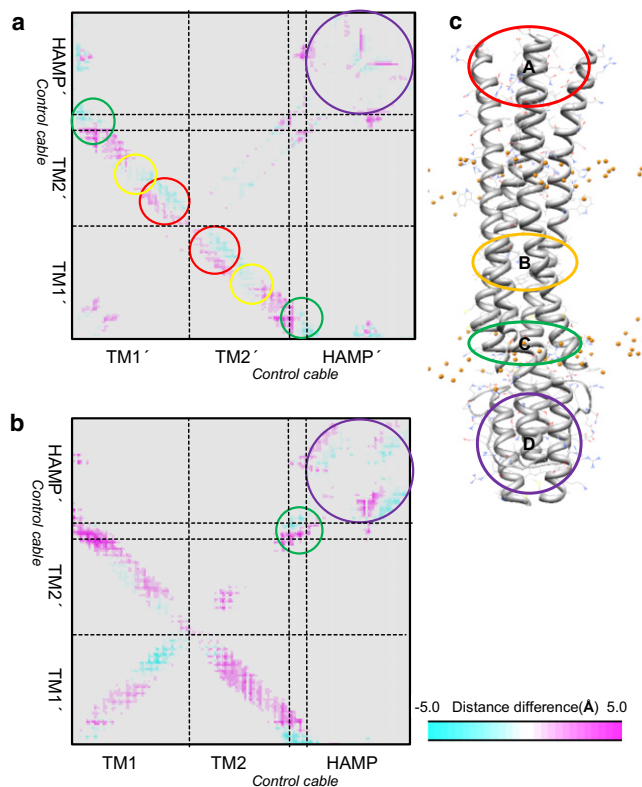 a
HAMP´
Control cable
TM2´
TM1´
TM1´
TM2´
HAMP´
Control cable
b
HAMP´
Control cable
TM2´
TM1´
TM1
TM2
HAMP
Control cable
c
A
B
C
D
-5.0 Distance difference(Å) 5.0